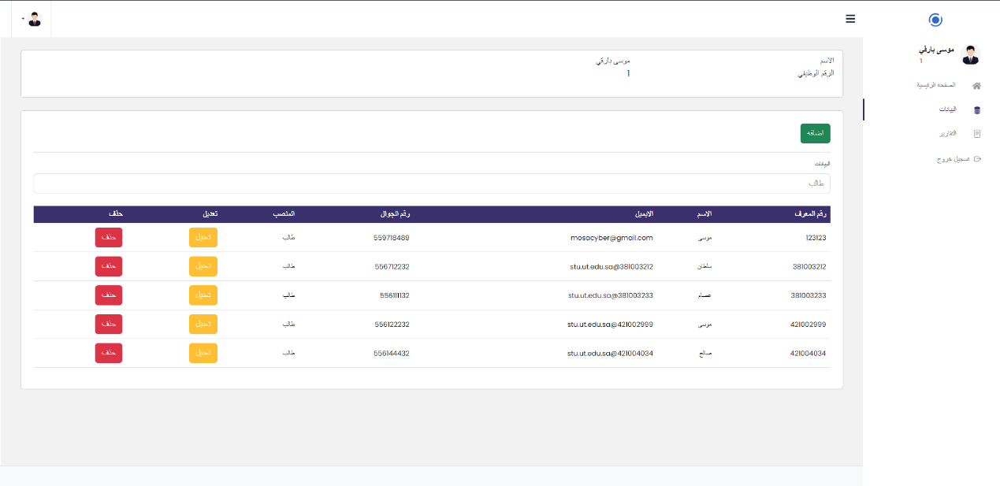 موسى بارقي
1
الصفحه الرئيسية
البيانات
التقارير
تسجيل خروج
الاسم موسى بارقي
الرقم الوظيفي 1
اضافه
البيانات
طالب
رقم المعرف الاسم الايميل رقم الجوال المنصب تعديل حذف
123123 موسى mosacyber@gmail.com 559718489 طالب تعديل حذف
381003212 سلطان stu.ut.edu.sa@381003212 556712232 طالب تعديل حذف
381003233 عصام stu.ut.edu.sa@381003233 556111132 طالب تعديل حذف
421002999 موسى stu.ut.edu.sa@421002999 556122232 طالب تعديل حذف
421004034 صالح stu.ut.edu.sa@421004034 556144432 طالب تعديل حذف